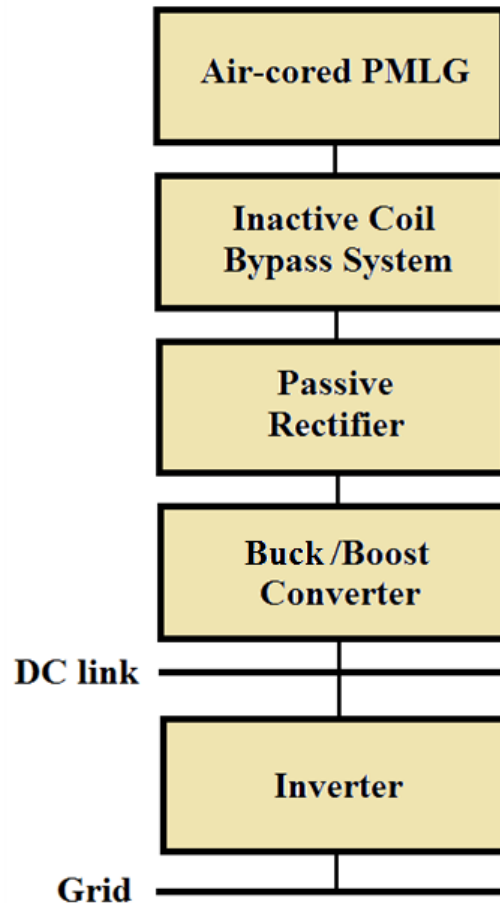 Air-cored PMLG
Inactive Coil
Bypass System
Passive
Rectifier
Buck /Boost
Converter
DC link
Inverter
Grid